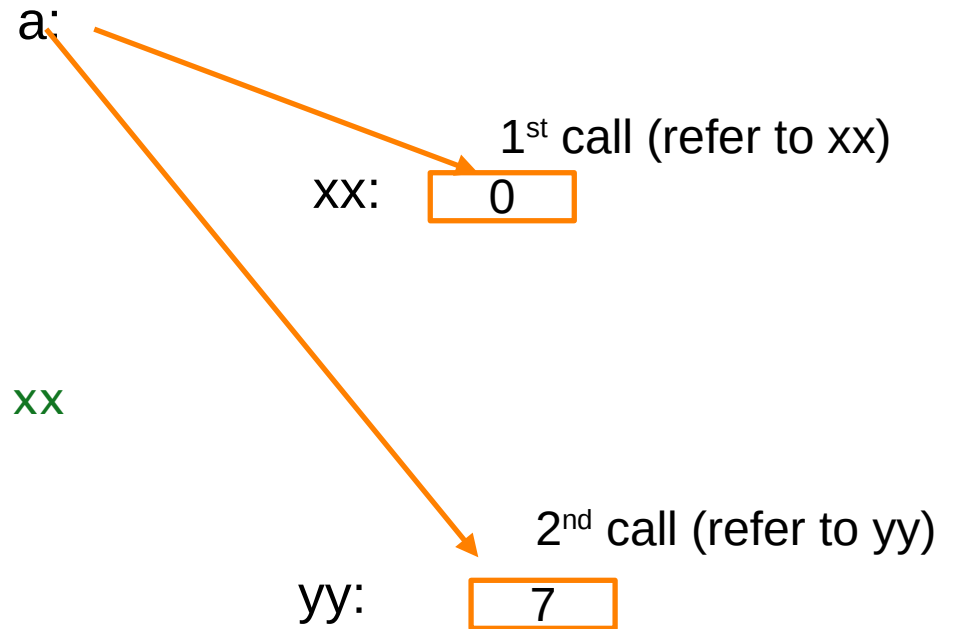 a:
1st call (refer to xx)
xx:
0
xx
2nd call (refer to yy)
yy:
7